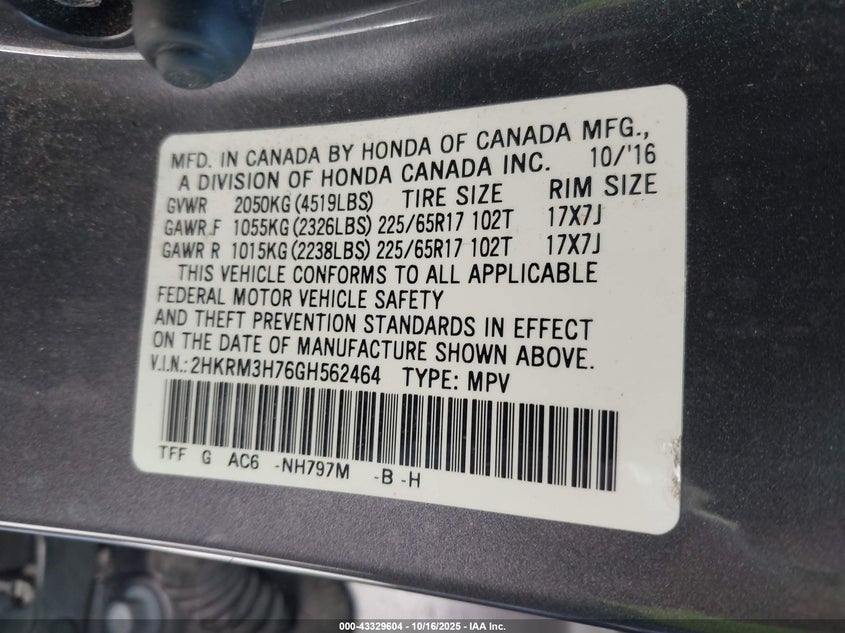 MFD. IN CANADA BY HONDA OF CANADA MFG.,
A DIVISION OF HONDA CANADA INC. 10/'16
GVWR 2050KG (4519LBS) TIRE SIZE RIM SIZE
GAWR F 1055KG (2326LBS) 225/65R17 102T 17X7J
GAWR R 1015KG (2238LBS) 225/65R17 102T 17X7J
THIS VEHICLE CONFORMS TO ALL APPLICABLE
FEDERAL MOTOR VEHICLE SAFETY
AND THEFT PREVENTION STANDARDS IN EFFECT
ON THE DATE OF MANUFACTURE SHOWN ABOVE.
V.I.N.: 2HKRM3H76GH562464 TYPE: MPV
TFF G AC6 -NH797M -B -H
000-43329604 - 10/16/2025 - IAA Inc.